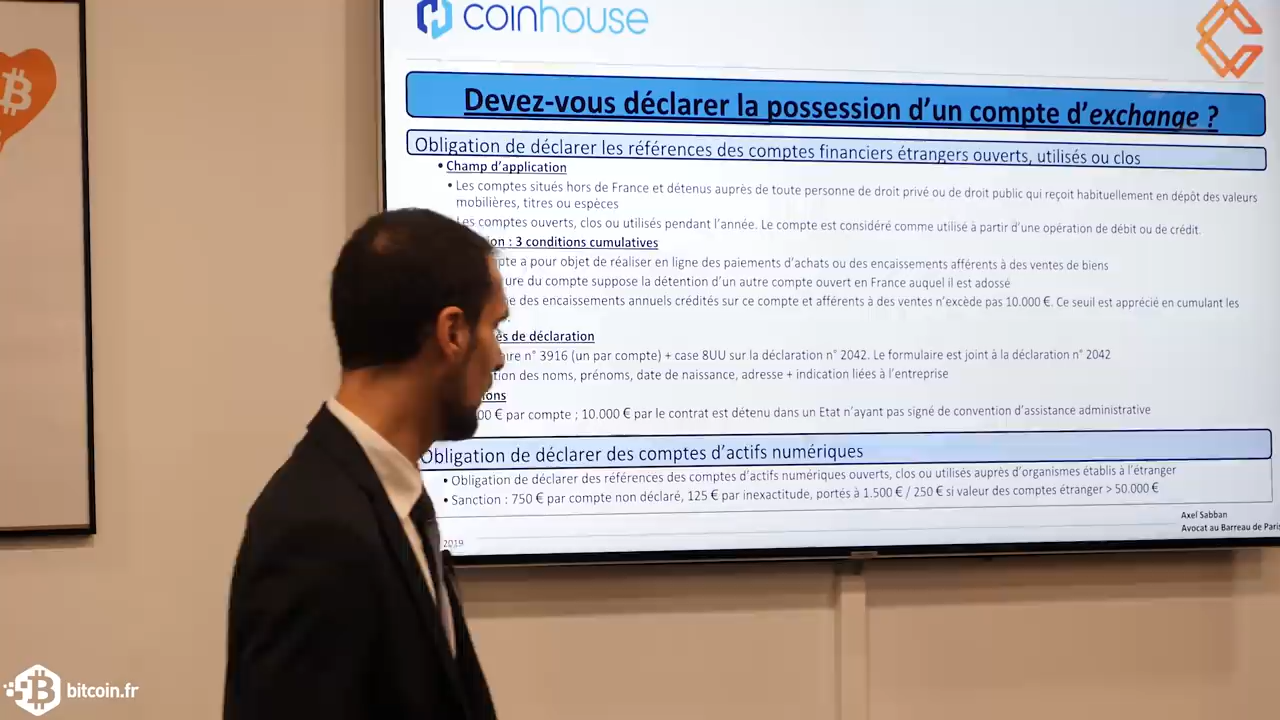 coinhouse
Devez-vous déclarer la possession d'un compte d'exchange ?
Obligation de déclarer les références des comptes financiers étrangers ouverts, utilisés ou clos
• Champ d'application
• Les comptes situés hors de France et détenus auprès de toute personne de droit privé ou de droit public qui reçoit habituellement en dépôt des valeurs
mobilières, titres ou espèces
Les comptes ouverts, clos ou utilisés pendant l'année. Le compte est considéré comme utilisé à partir d'une opération de débit ou de crédit.
: 3 conditions cumulatives
a pour objet de réaliser en ligne des paiements d'achats ou des encaissements afférents à des ventes de biens
du compte suppose la détention d'un autre compte ouvert en France auquel il est adossé
des encaissements annuels crédités sur ce compte et afférents à des ventes n'excède pas 10.000 €. Ce seuil est apprécié en cumulant les
de déclaration
n° 3916 (un par compte) + case 8UU sur la déclaration n° 2042. Le formulaire est joint à la déclaration n° 2042
des noms, prénoms, date de naissance, adresse + indication liées à l'entreprise
€ par compte ; 10.000 € par le contrat est détenu dans un Etat n'ayant pas signé de convention d'assistance administrative
Obligation de déclarer des comptes d'actifs numériques
• Obligation de déclarer des références des comptes d'actifs numériques ouverts, clos ou utilisés auprès d'organismes établis à l'étranger
• Sanction : 750 € par compte non déclaré, 125 € par inexactitude, portés à 1.500 € / 250 € si valeur des comptes étranger > 50.000 €
Axel Sabban
Avocat au Barreau de Paris
2019
bitcoin.fr